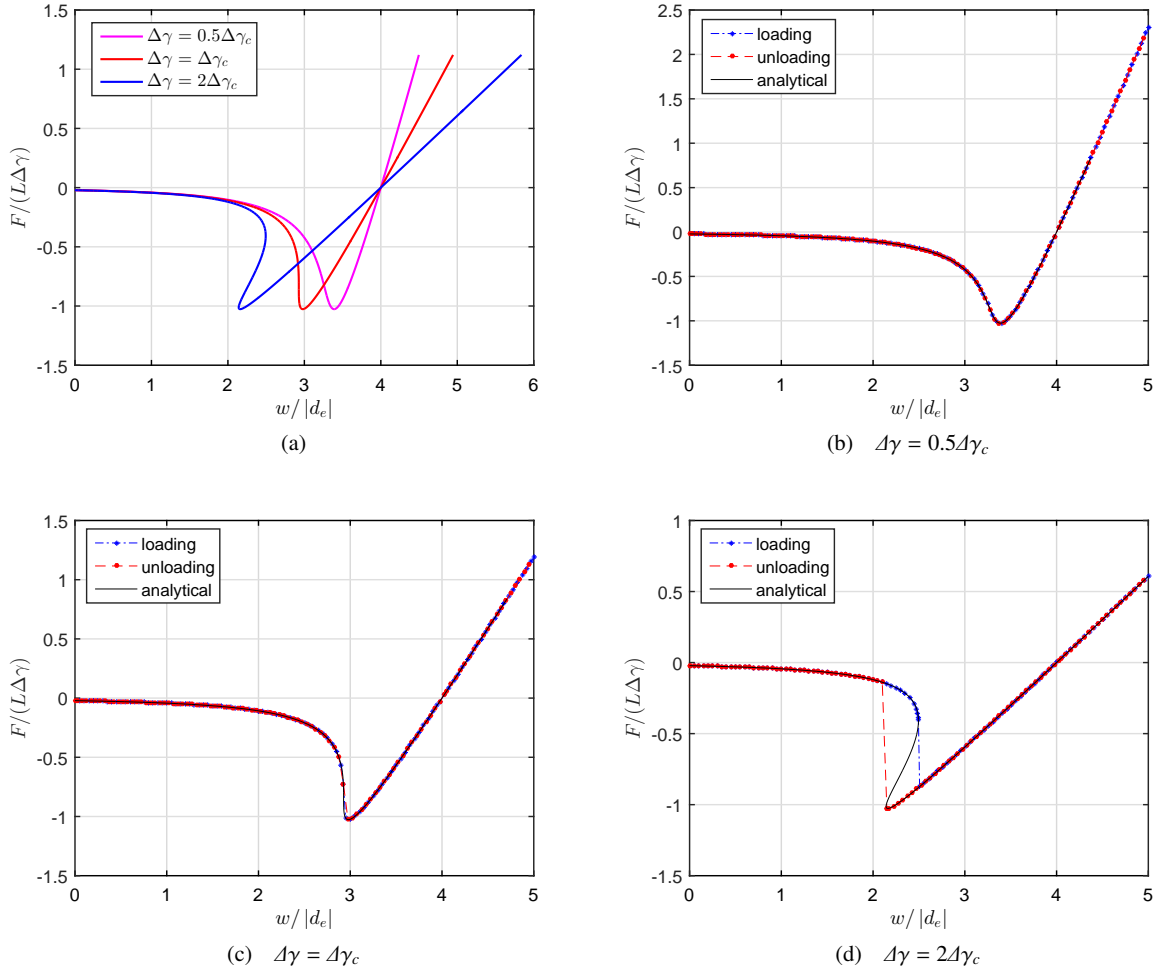 Δγ = 0.5Δγ_c
Δγ = Δγ_c
Δγ = 2Δγ_c
1.5
1
0.5
0
-0.5
-1
-1.5
F/(LΔγ)
0 1 2 3 4 5 6
w/|d_e|
(a)
loading
unloading
analytical
2.5
2
1.5
1
0.5
0
-0.5
-1
-1.5
F/(LΔγ)
0 1 2 3 4 5
w/|d_e|
(b) Δγ = 0.5Δγ_c
loading
unloading
analytical
1.5
1
0.5
0
-0.5
-1
-1.5
F/(LΔγ)
0 1 2 3 4 5
w/|d_e|
(c) Δγ = Δγ_c
loading
unloading
analytical
1
0.5
0
-0.5
-1
-1.5
F/(LΔγ)
0 1 2 3 4 5
w/|d_e|
(d) Δγ = 2Δγ_c